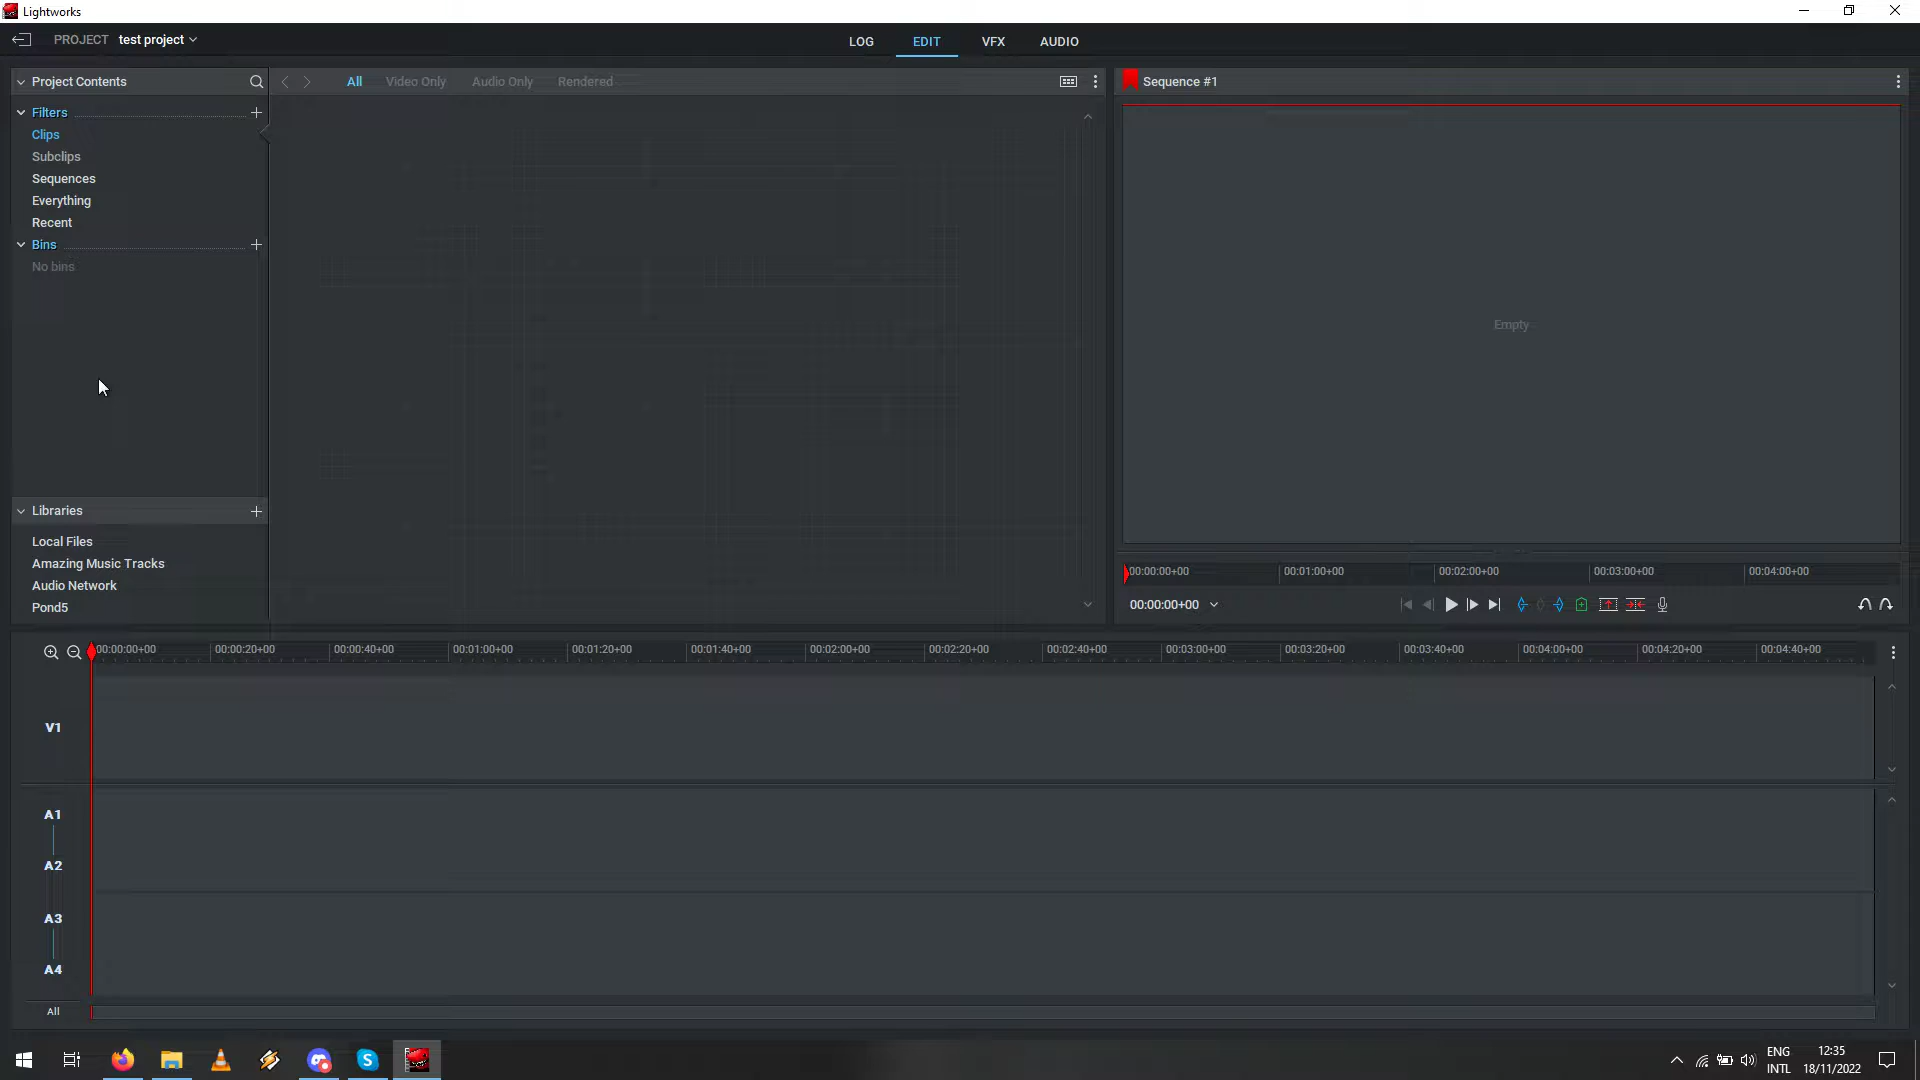 Lightworks
PROJECT test project
LOG EDIT VFX AUDIO
Project Contents
All Video Only Audio Only Rendered
Sequence #1
Filters
Clips
Subclips
Sequences
Everything
Recent
Bins
No bins
Empty
Libraries
Local Files
Amazing Music Tracks
Audio Network
Pond5
00:00:00+00 00:01:00+00 00:02:00+00 00:03:00+00 00:04:00+00
00:00:00+00
00:00:00+00 00:00:20+00 00:00:40+00 00:01:00+00 00:01:20+00 00:01:40+00 00:02:00+00 00:02:20+00 00:02:40+00 00:03:00+00 00:03:20+00 00:03:40+00 00:04:00+00 00:04:20+00 00:04:40+00
V1
A1
A2
A3
A4
All
ENG 12:35
INTL 18/11/2022